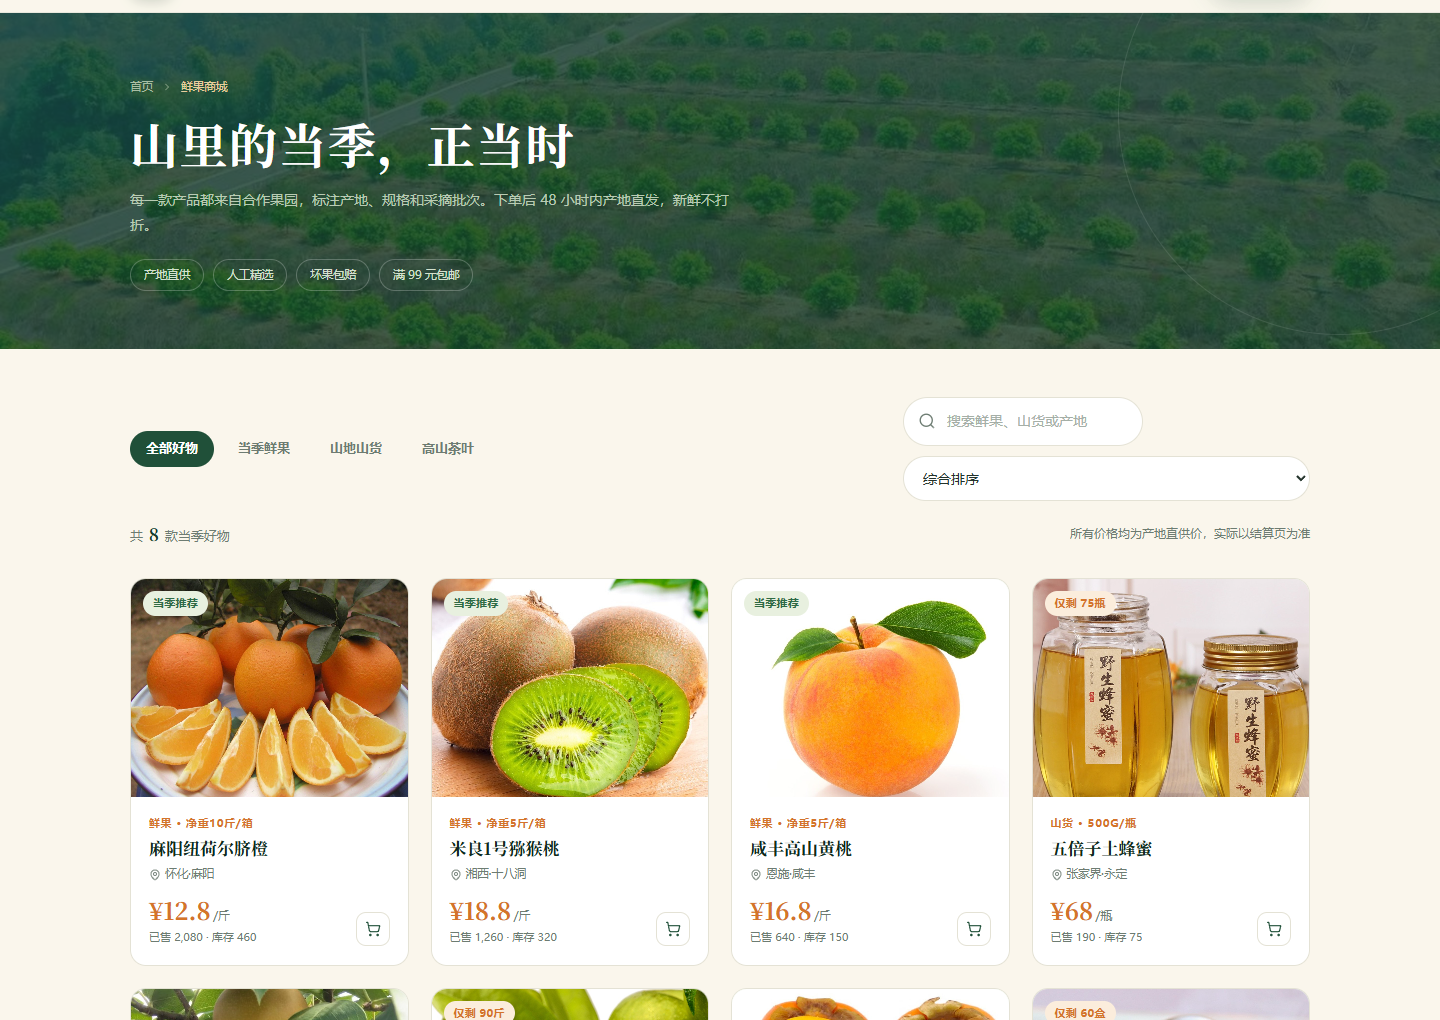 首页 › 鲜果商城
山里的当季，正当时
每一款产品都来自合作果园，标注产地、规格和采摘批次。下单后 48 小时内产地直发，新鲜不打
折。
产地直供 人工精选 坏果包赔 满 99 元包邮
搜索鲜果、山货或产地
全部好物 当季鲜果 山地山货 高山茶叶
综合排序
共 8 款当季好物
所有价格均为产地直供价，实际以结算页为准
当季推荐
鲜果 • 净重10斤/箱
麻阳纽荷尔脐橙
怀化·麻阳
¥12.8/斤
已售 2,080 · 库存 460
当季推荐
鲜果 • 净重5斤/箱
米良1号猕猴桃
湘西·十八洞
¥18.8/斤
已售 1,260 · 库存 320
当季推荐
鲜果 • 净重5斤/箱
咸丰高山黄桃
恩施·咸丰
¥16.8/斤
已售 640 · 库存 150
仅剩 75瓶
野生蜂蜜
野生蜂蜜
山货 • 500G/瓶
五倍子土蜂蜜
张家界·永定
¥68/瓶
已售 190 · 库存 75
仅剩 90斤
仅剩 60盒